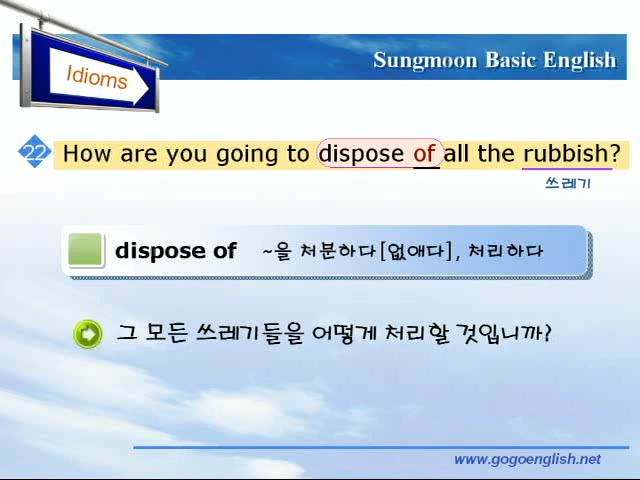 Idioms
Sungmoon Basic English
22 How are you going to dispose of all the rubbish?
쓰레기
dispose of ~을 처분하다[없애다], 처리하다
그 모든 쓰레기들을 어떻게 처리할 것입니까?
www.gogoenglish.net